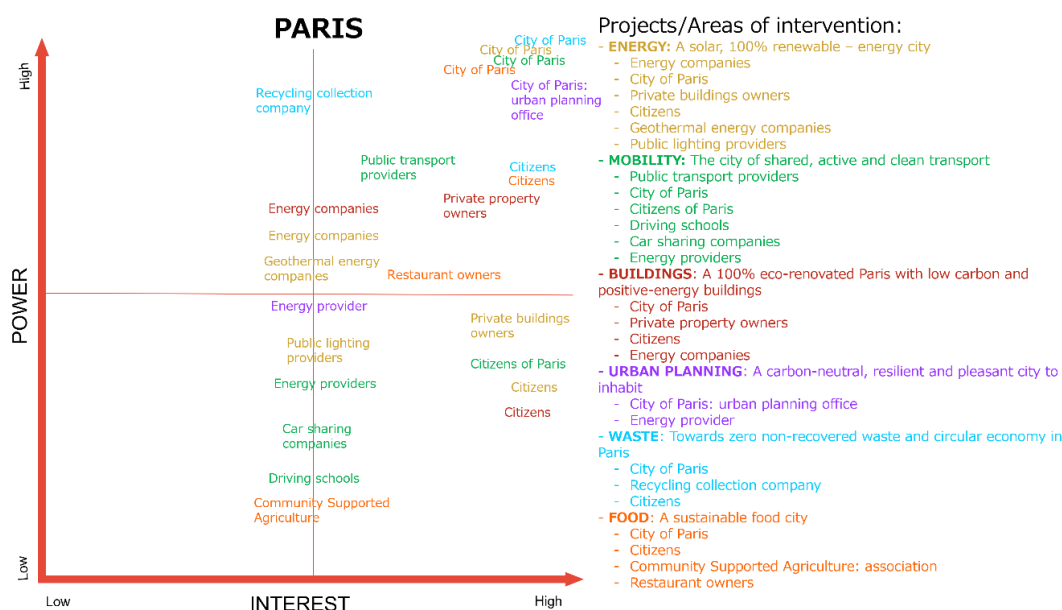 PARIS
High
POWER
Low
Low
INTEREST
High
City of Paris
City of Paris
City of Paris
City of Paris
City of Paris:
urban planning
office
Recycling collection
company
Public transport
providers
Citizens
Citizens
Private property
owners
Energy companies
Energy companies
Geothermal energy
companies
Restaurant owners
Energy provider
Private buildings
owners
Public lighting
providers
Citizens of Paris
Energy providers
Citizens
Citizens
Car sharing
companies
Driving schools
Community Supported
Agriculture
Projects/Areas of intervention:
- ENERGY: A solar, 100% renewable – energy city
- Energy companies
- City of Paris
- Private buildings owners
- Citizens
- Geothermal energy companies
- Public lighting providers
- MOBILITY: The city of shared, active and clean transport
- Public transport providers
- City of Paris
- Citizens of Paris
- Driving schools
- Car sharing companies
- Energy providers
- BUILDINGS: A 100% eco-renovated Paris with low carbon and
positive-energy buildings
- City of Paris
- Private property owners
- Citizens
- Energy companies
- URBAN PLANNING: A carbon-neutral, resilient and pleasant city to
inhabit
- City of Paris: urban planning office
- Energy provider
- WASTE: Towards zero non-recovered waste and circular economy in
Paris
- City of Paris
- Recycling collection company
- Citizens
- FOOD: A sustainable food city
- City of Paris
- Citizens
- Community Supported Agriculture: association
- Restaurant owners